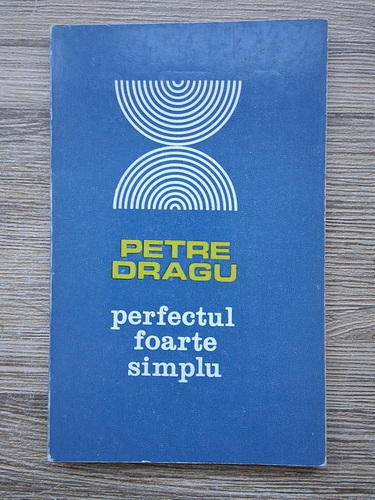 PETRE
DRAGU
perfectul
foarte
simplu